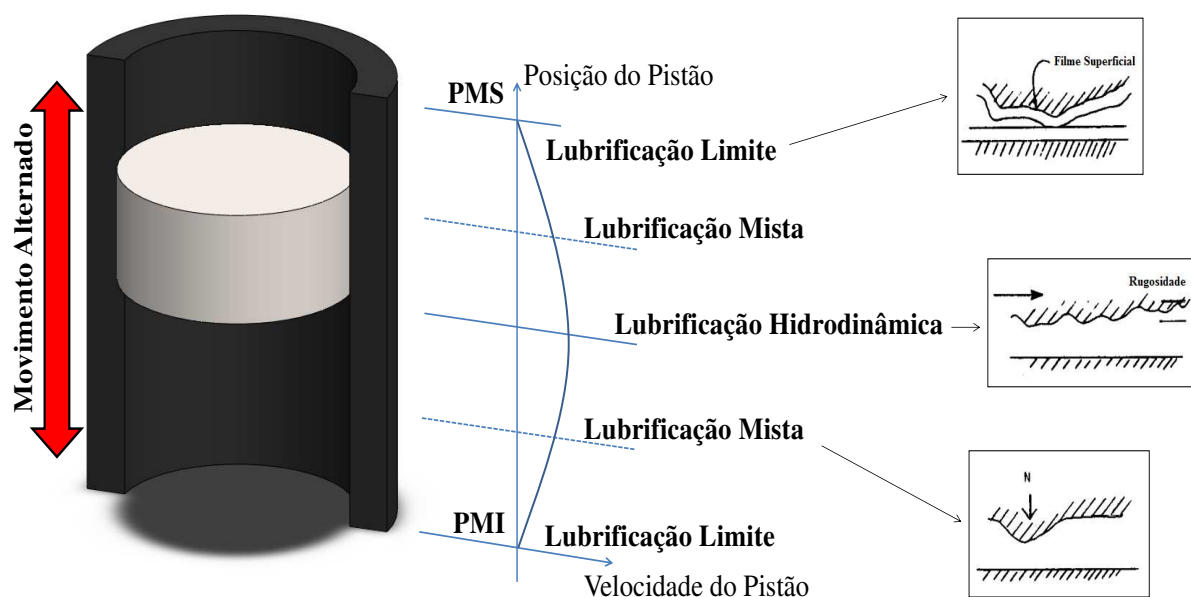 Movimento Alternado
Posição do Pistão
PMS
Lubrificação Limite
Lubrificação Mista
Lubrificação Hidrodinâmica
Lubrificação Mista
PMI
Lubrificação Limite
Velocidade do Pistão
Filme Superficial
Rugosidade
N